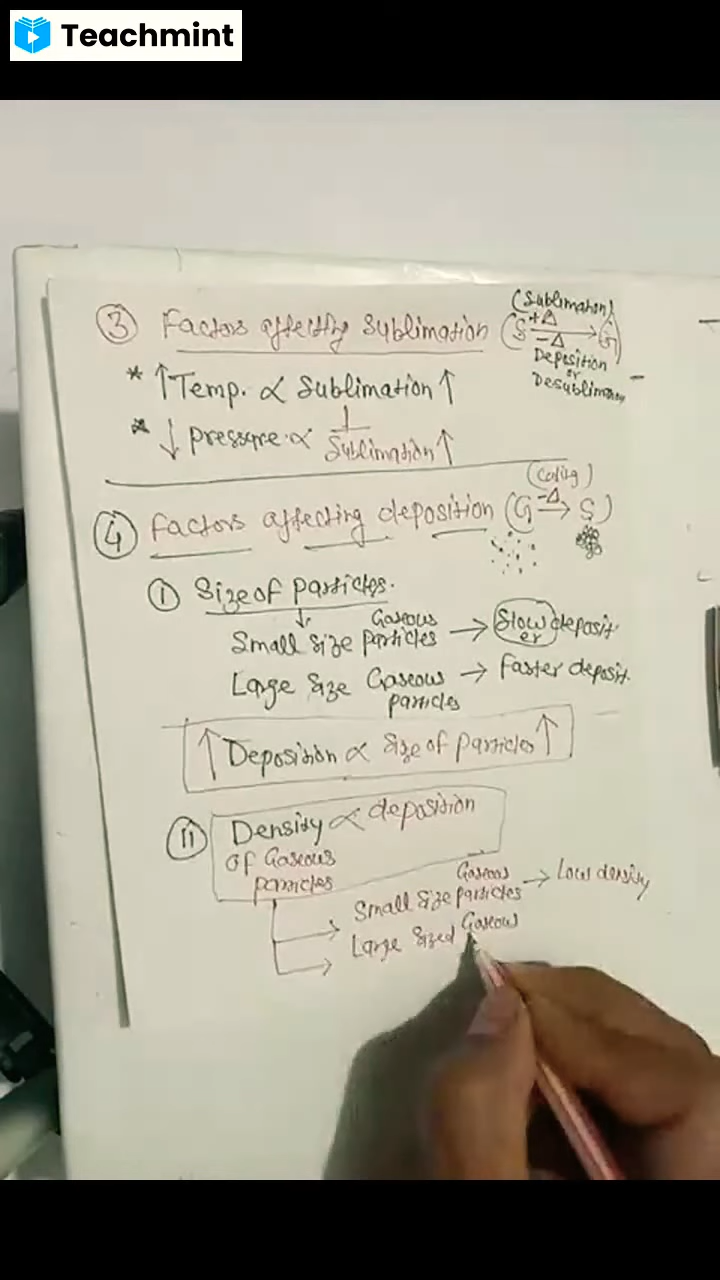 Teachmint
③ Factors affecting Sublimation
(Sublimation)
(S +Δ → G)
-Δ
Deposition
or
Desublimation
* ↑ Temp. ∝ Sublimation ↑
* ↓ pressure ∝ 1
Sublimation ↑
④ Factors affecting deposition (G -Δ → S)
(Coling)
① Size of particles.
Small size Gaseous particles → Slower deposit.
Large Size Gaseous particles → Faster deposit.
↑ Deposition ∝ Size of particles ↑
⑪ Density ∝ deposition
of Gaseous
particles
Small size Gaseous particles → Low density
Large Sized Gaseous